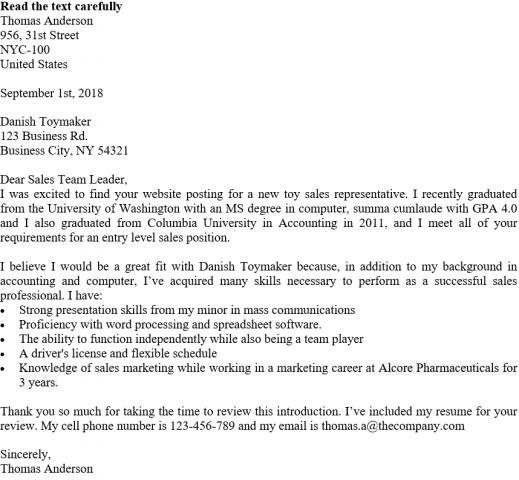 Read the text carefully
Thomas Anderson
956, 31st Street
NYC-100
United States
September 1st, 2018
Danish Toymaker
123 Business Rd.
Business City, NY 54321
Dear Sales Team Leader,
I was excited to find your website posting for a new toy sales representative. I recently graduated
from the University of Washington with an MS degree in computer, summa cumlaude with GPA 4.0
and I also graduated from Columbia University in Accounting in 2011, and I meet all of your
requirements for an entry level sales position.
I believe I would be a great fit with Danish Toymaker because, in addition to my background in
accounting and computer, I've acquired many skills necessary to perform as a successful sales
professional. I have:
• Strong presentation skills from my minor in mass communications
• Proficiency with word processing and spreadsheet software.
• The ability to function independently while also being a team player
• A driver's license and flexible schedule
• Knowledge of sales marketing while working in a marketing career at Alcore Pharmaceuticals for
3 years.
Thank you so much for taking the time to review this introduction. I've included my resume for your
review. My cell phone number is 123-456-789 and my email is thomas.a@thecompany.com
Sincerely,
Thomas Anderson